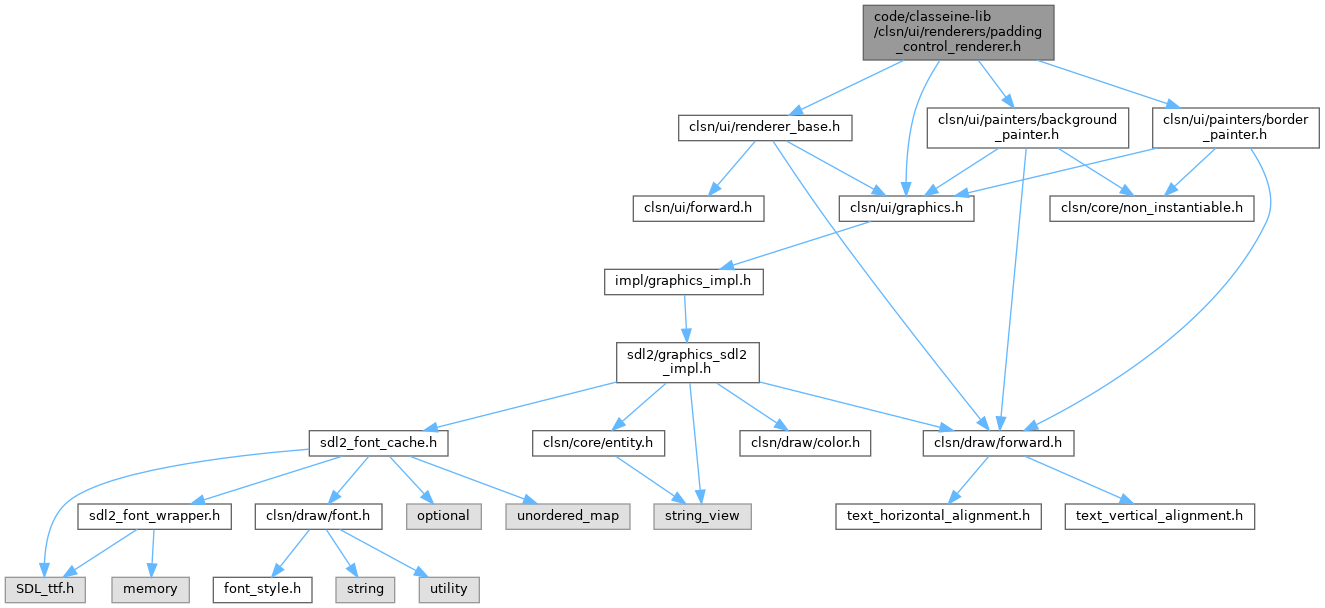 code/classeine-lib
/clsn/ui/renderers/padding
_control_renderer.h
clsn/ui/renderer_base.h
clsn/ui/painters/background
_painter.h
clsn/ui/painters/border
_painter.h
clsn/ui/forward.h
clsn/ui/graphics.h
clsn/core/non_instantiable.h
impl/graphics_impl.h
sdl2/graphics_sdl2
_impl.h
sdl2_font_cache.h
clsn/core/entity.h
clsn/draw/color.h
clsn/draw/forward.h
sdl2_font_wrapper.h
clsn/draw/font.h
optional
unordered_map
string_view
text_horizontal_alignment.h
text_vertical_alignment.h
SDL_ttf.h
memory
font_style.h
string
utility